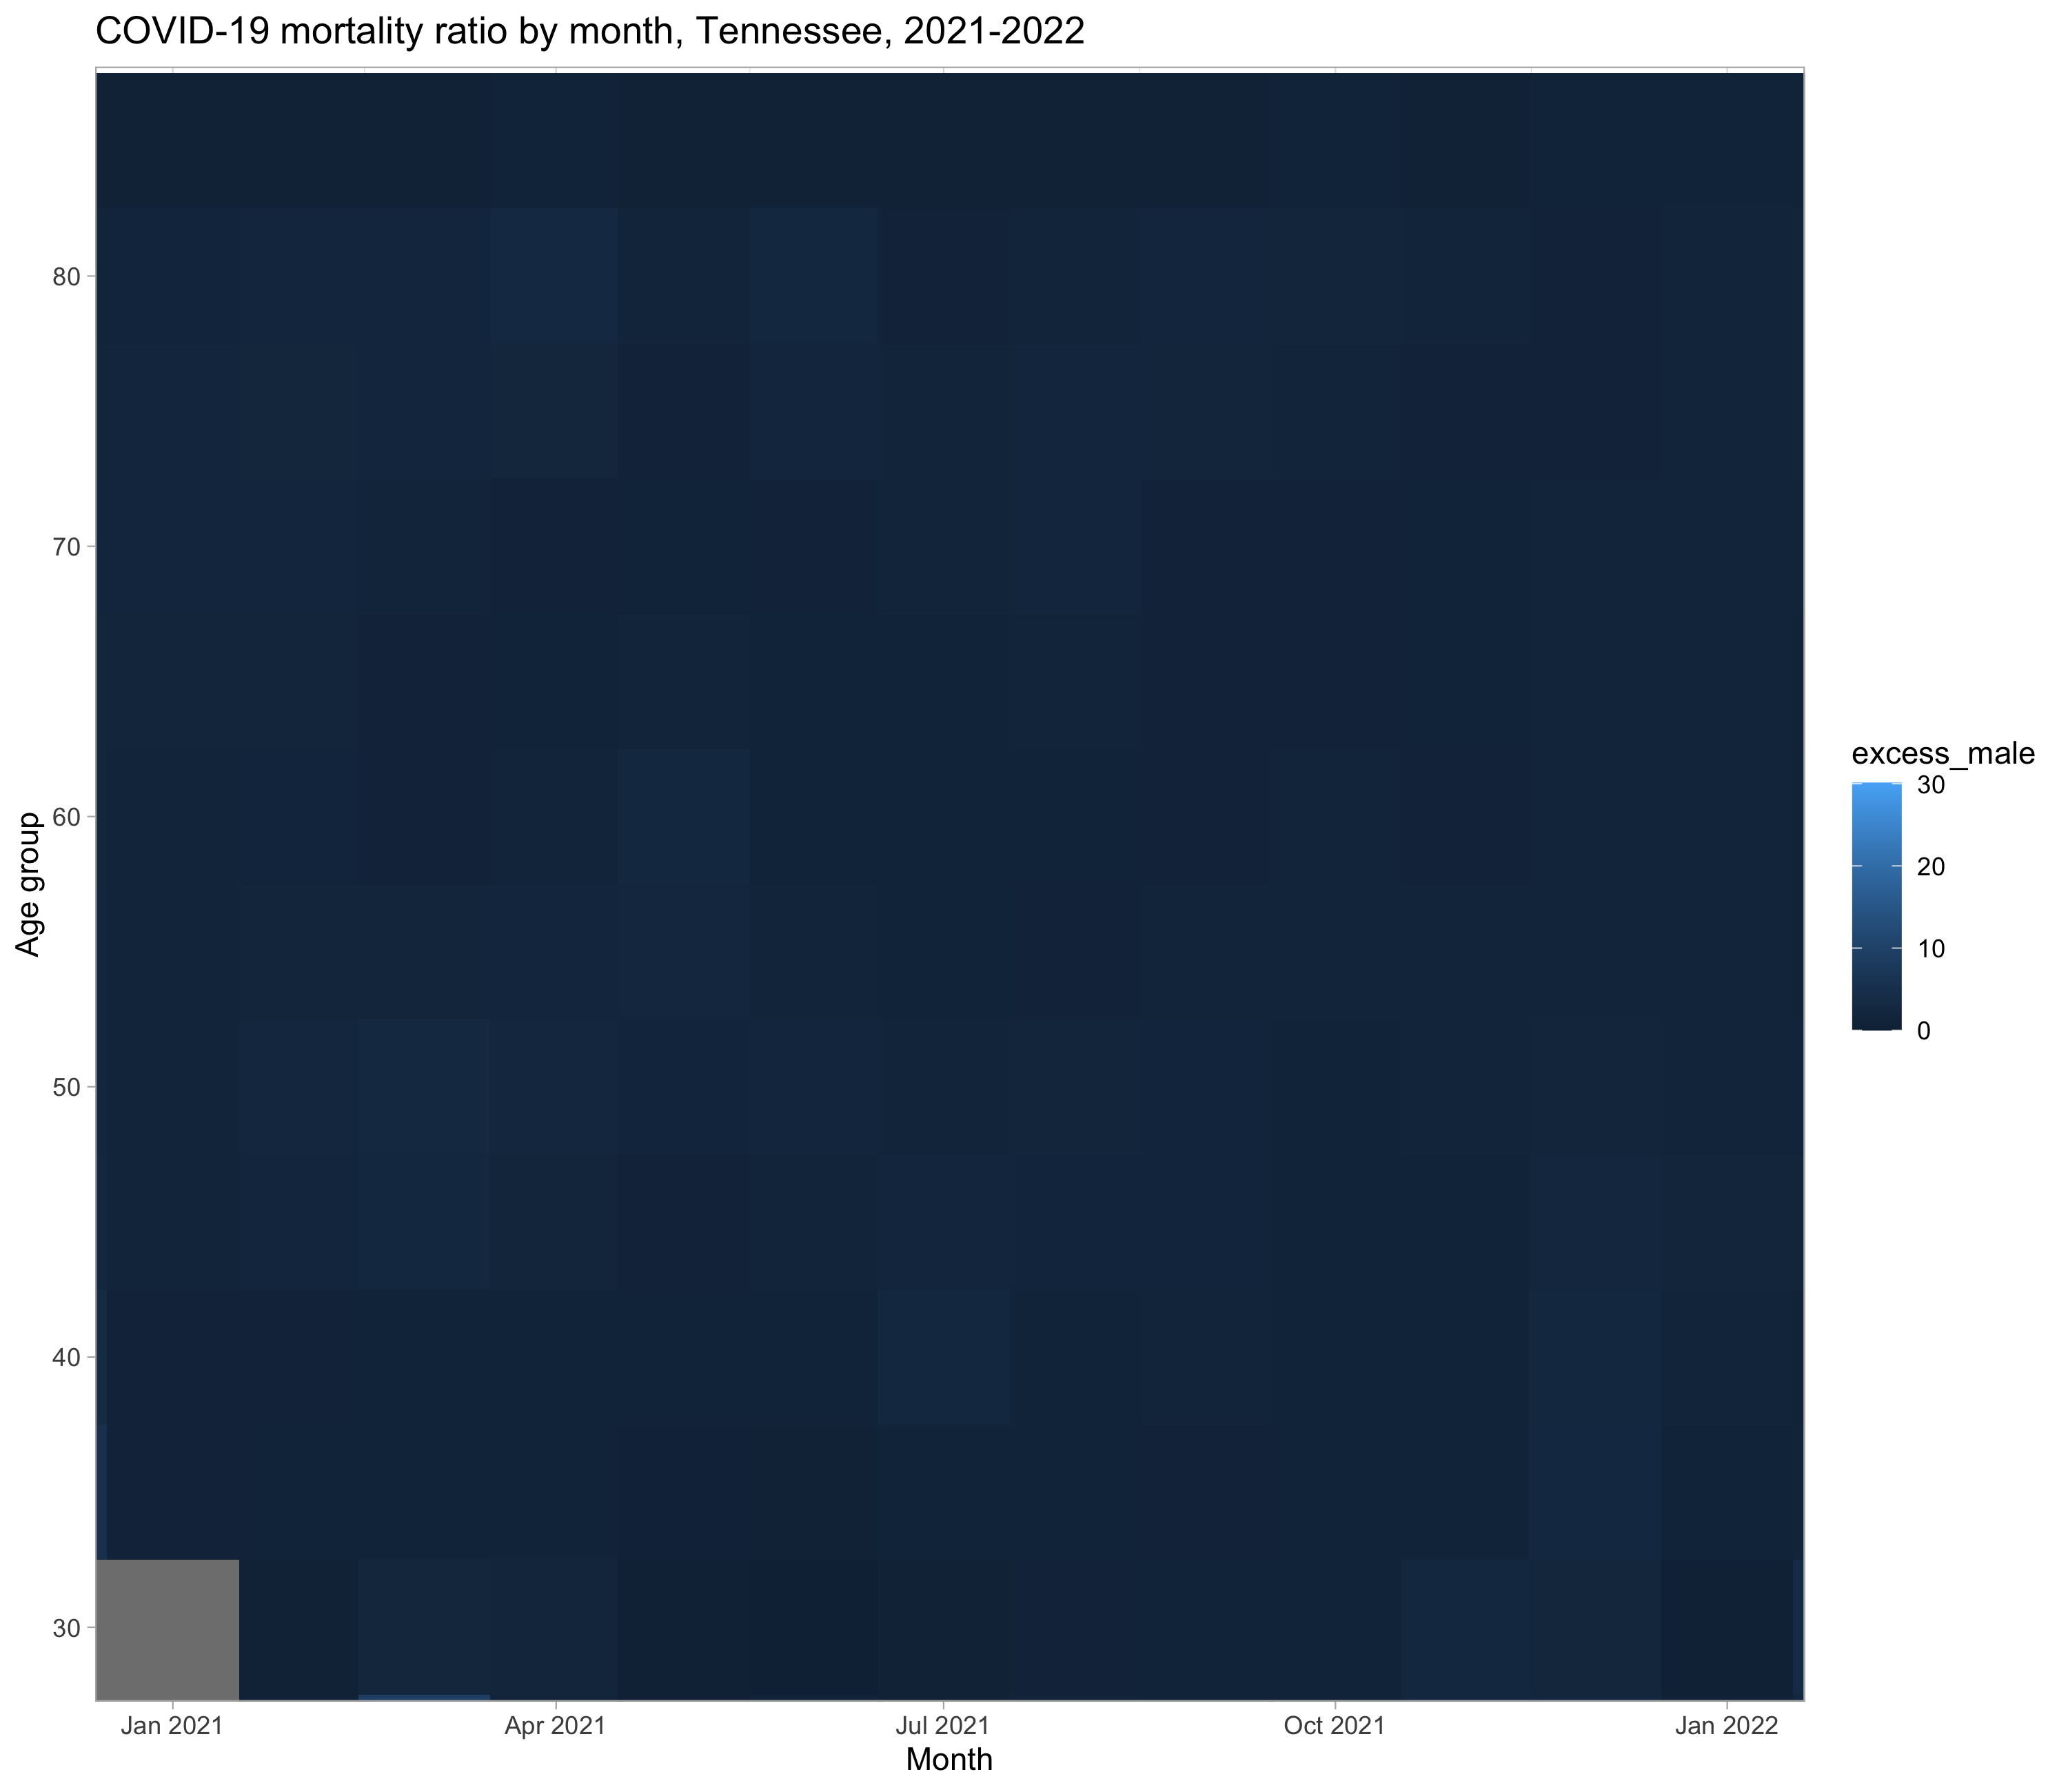 COVID-19 mortality ratio by month, Tennessee, 2021-2022
80
70
60
50
40
30
Age group
Jan 2021
Apr 2021
Jul 2021
Oct 2021
Jan 2022
Month
excess_male
30
20
10
0